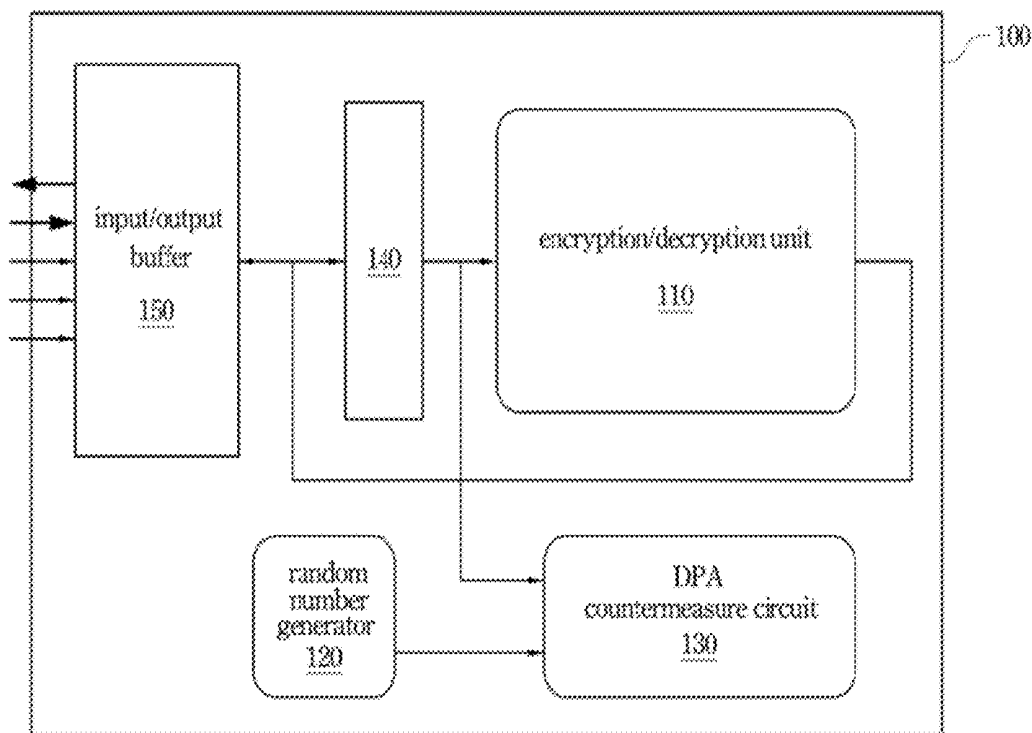 100
input/output
buffer
150
140
encryption/decryption unit
110
random
number
generator
120
DPA
countermeasure circuit
130